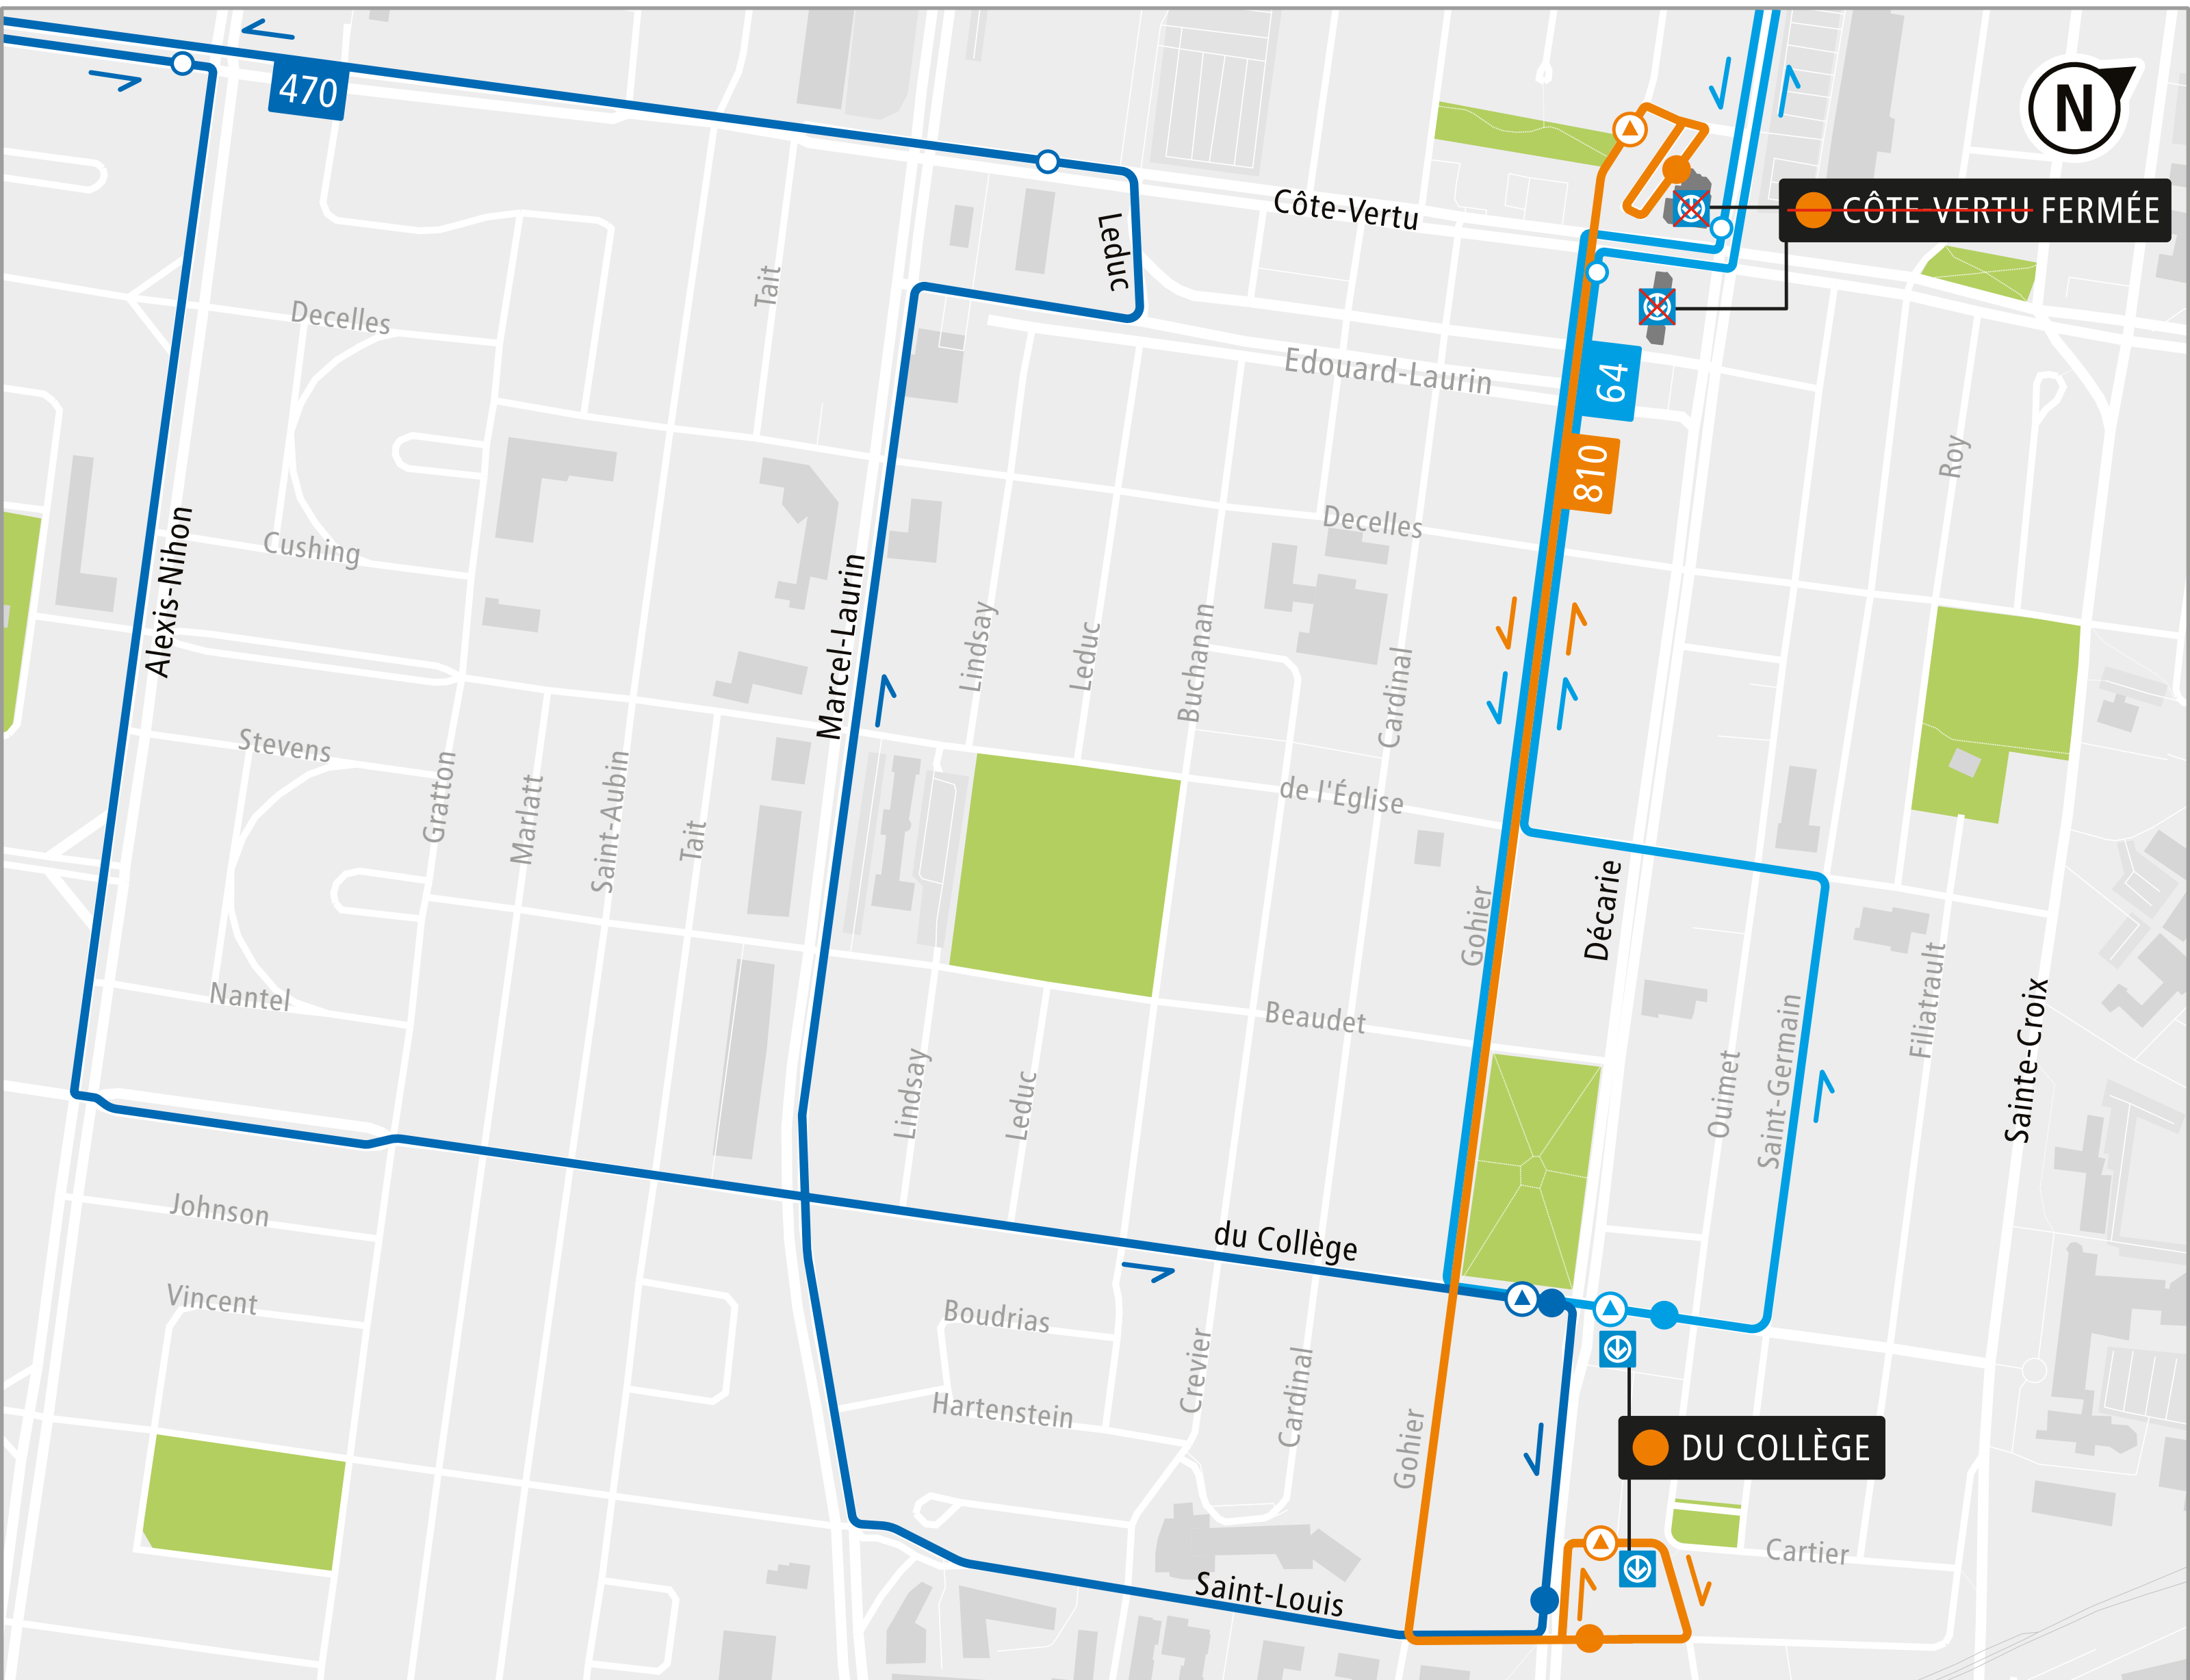 470
N
CÔTE-VERTU FERMÉE
Côte-Vertu
Leduc
Tait
Decelles
Edouard-Laurin
64
810
Roy
Decelles
Cushing
Alexis-Nihon
Marcel-Laurin
Lindsay
Leduc
Buchanan
Cardinal
Stevens
Gratton
Marlatt
Saint-Aubin
Tait
de l'Église
Gohier
Décarie
Nantel
Beaudet
Filiatrault
Sainte-Croix
Lindsay
Leduc
Ouimet
Saint-Germain
Johnson
du Collège
Vincent
Boudrias
Crevier
Cardinal
Hartenstein
Gohier
DU COLLÈGE
Cartier
Saint-Louis